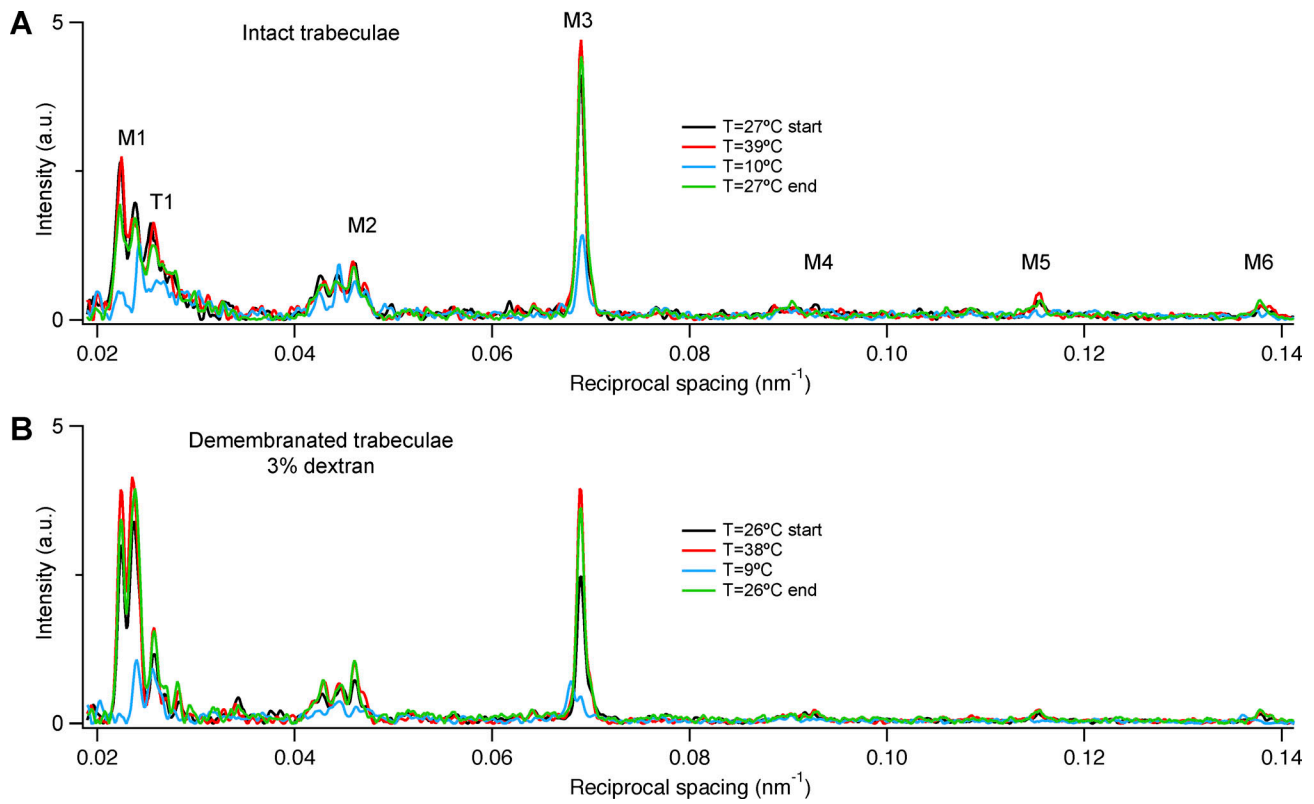 A
Intact trabeculae
5
0
Intensity (a.u.)
M1
T1
M2
M3
M4
M5
M6
T=27ºC start
T=39ºC
T=10ºC
T=27ºC end
0.02
0.04
0.06
0.08
0.10
0.12
0.14
Reciprocal spacing (nm⁻¹)
B
Demembranated trabeculae
3% dextran
5
0
Intensity (a.u.)
T=26ºC start
T=38ºC
T=9ºC
T=26ºC end
0.02
0.04
0.06
0.08
0.10
0.12
0.14
Reciprocal spacing (nm⁻¹)